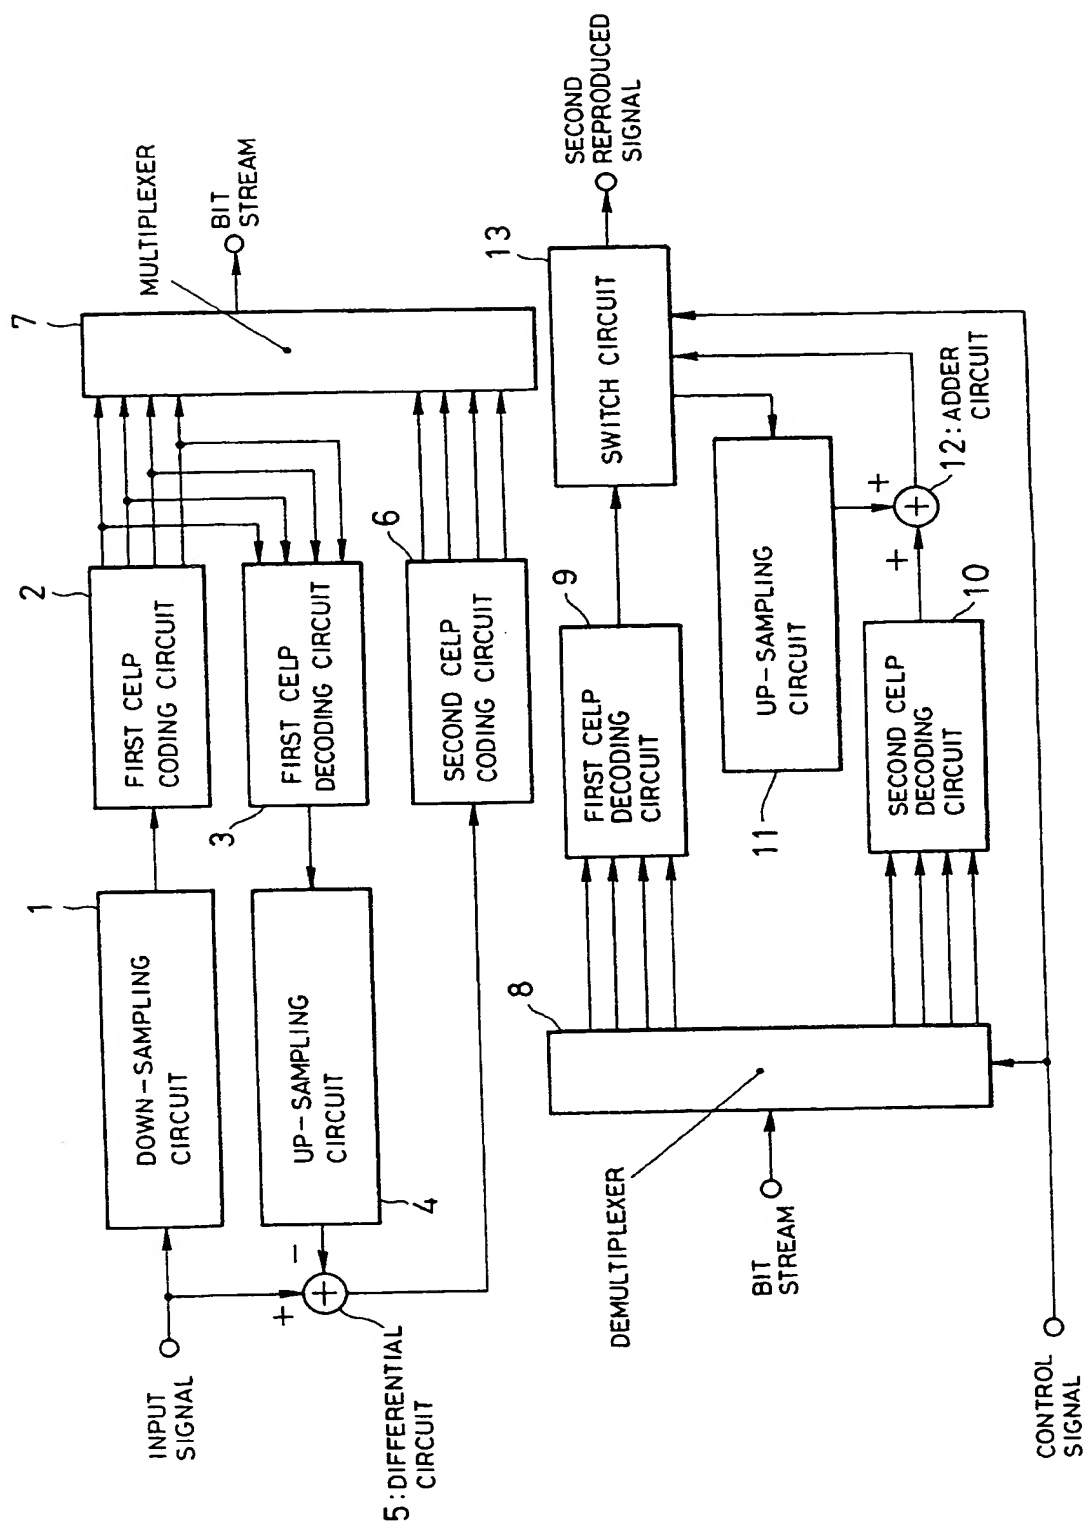 INPUT
SIGNAL
1
DOWN-SAMPLING
CIRCUIT
2
FIRST CELP
CODING CIRCUIT
7
MULTIPLEXER
BIT
STREAM
+
-
+
5:DIFFERENTIAL
CIRCUIT
4
UP-SAMPLING
CIRCUIT
3
FIRST CELP
DECODING CIRCUIT
6
SECOND CELP
CODING CIRCUIT
DEMULTIPLEXER
BIT
STREAM
8
9
FIRST CELP
DECODING
CIRCUIT
13
SWITCH CIRCUIT
SECOND
REPRODUCED
SIGNAL
11
UP-SAMPLING
CIRCUIT
10
SECOND CELP
DECODING
CIRCUIT
+
+
+
12:ADDER
CIRCUIT
CONTROL
SIGNAL